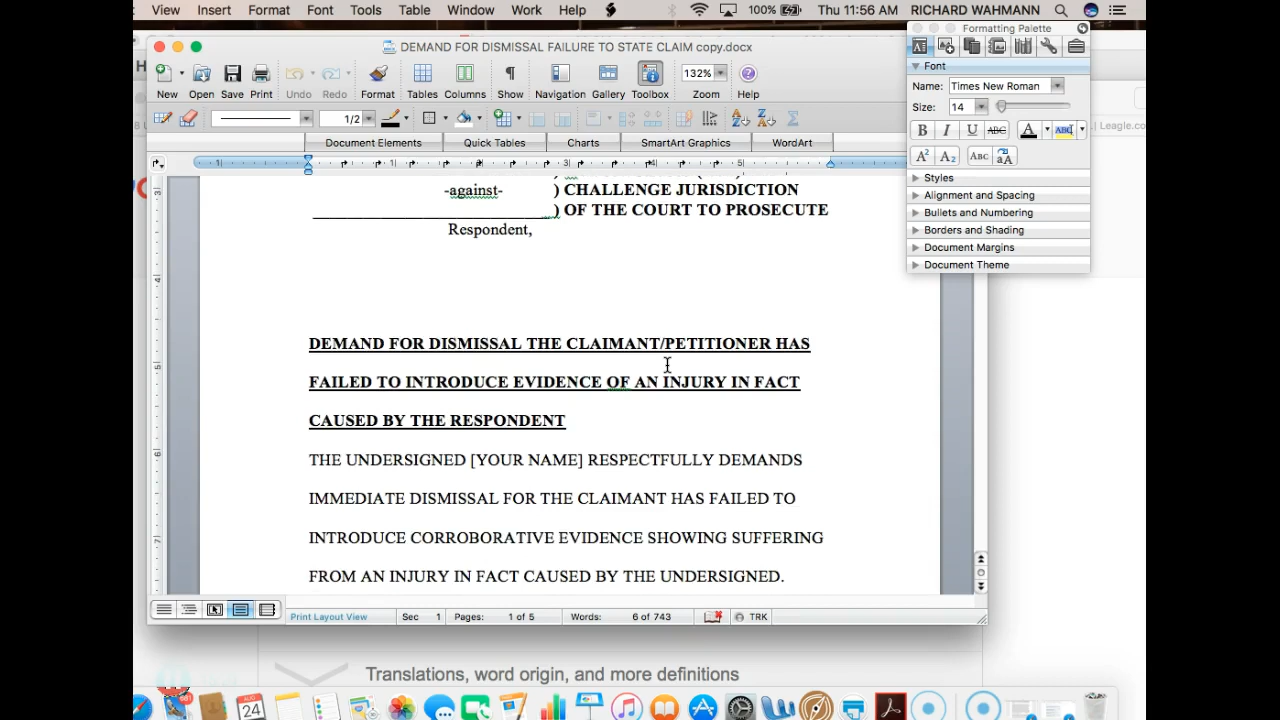 View Insert Format Font Tools Table Window Work Help 100% Thu 11:56 AM RICHARD WAHMANN
Formatting Palette
DEMAND FOR DISMISSAL FAILURE TO STATE CLAIM copy.docx
Font
Name: Times New Roman
Size: 14
132%
New Open Save Print Undo Redo Format Tables Columns Show Navigation Gallery Toolbox Zoom Help
1/2
| Leagle.co
B I U ABC A ABC
Document Elements Quick Tables Charts SmartArt Graphics WordArt
A2 A2 Abc aA
Styles
Alignment and Spacing
Bullets and Numbering
Borders and Shading
Document Margins
Document Theme
-against- ) CHALLENGE JURISDICTION
) OF THE COURT TO PROSECUTE
Respondent,
DEMAND FOR DISMISSAL THE CLAIMANT/PETITIONER HAS
FAILED TO INTRODUCE EVIDENCE OF AN INJURY IN FACT
CAUSED BY THE RESPONDENT
THE UNDERSIGNED [YOUR NAME] RESPECTFULLY DEMANDS
IMMEDIATE DISMISSAL FOR THE CLAIMANT HAS FAILED TO
INTRODUCE CORROBORATIVE EVIDENCE SHOWING SUFFERING
FROM AN INJURY IN FACT CAUSED BY THE UNDERSIGNED.
Print Layout View Sec 1 Pages: 1 of 5 Words: 6 of 743 TRK
Translations, word origin, and more definitions
24